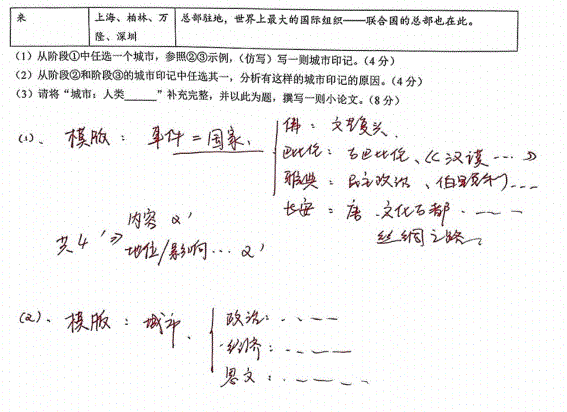 来
上海、柏林、万隆、深圳
总部驻地，世界上最大的国际组织——联合国的总部也在此。
（1）从阶段①中任选一个城市，参照②③示例，（仿写）写一则城市印记。（4 分）
（2）从阶段②和阶段③的城市印记中任选其一，分析有这样的城市印记的原因。（4 分）
（3）请将“城市：人类______”补充完整，并以此为题，撰写一则小论文。（8 分）
(1)、模版：事件=国家.
佛：文艺复兴.
巴比伦：古巴比伦、《汉谟…》
雅典：民主政治、伯
长安：唐.文化古都.
丝绸之路、
共4'⇒
内容 2'
地位/影响… 2'
(2)、模版：城市、
政治：
经济：
思文：